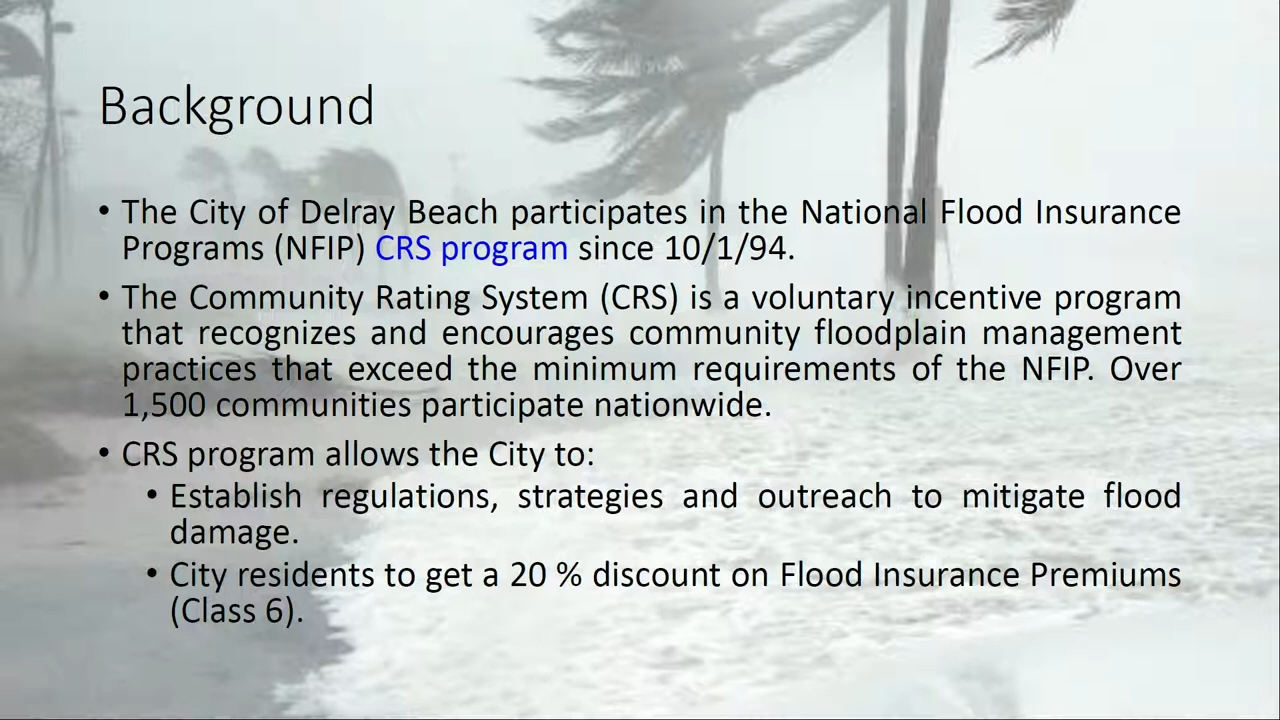 Background
• The City of Delray Beach participates in the National Flood Insurance
Programs (NFIP) CRS program since 10/1/94.
• The Community Rating System (CRS) is a voluntary incentive program
that recognizes and encourages community floodplain management
practices that exceed the minimum requirements of the NFIP. Over
1,500 communities participate nationwide.
• CRS program allows the City to:
• Establish regulations, strategies and outreach to mitigate flood
damage.
• City residents to get a 20 % discount on Flood Insurance Premiums
(Class 6).